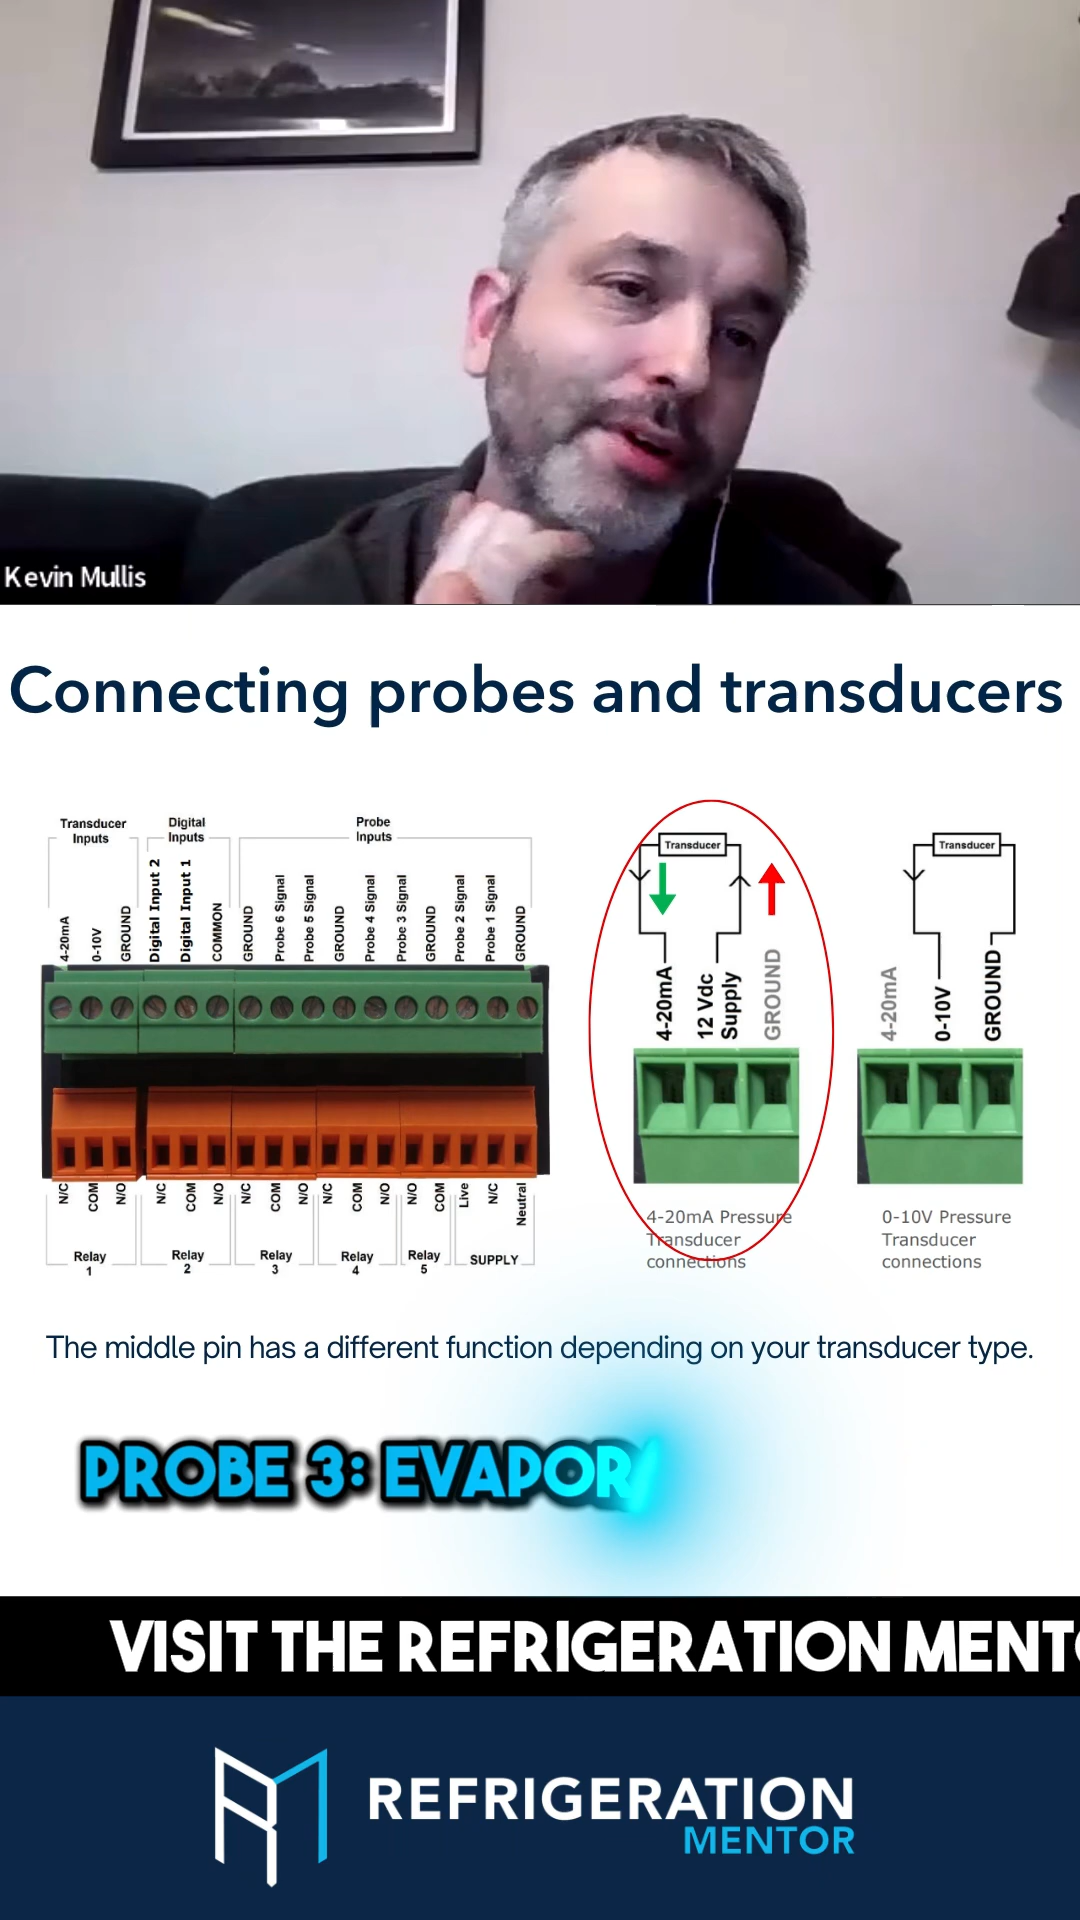 Kevin Mullis
Connecting probes and transducers
Transducer
Inputs
Digital
Inputs
Probe
Inputs
4-20mA
0-10V
GROUND
Digital Input 2
Digital Input 1
COMMON
GROUND
Probe 6 Signal
Probe 5 Signal
GROUND
Probe 4 Signal
Probe 3 Signal
GROUND
Probe 2 Signal
Probe 1 Signal
GROUND
N/C
COM
N/O
N/C
COM
N/O
N/C
COM
N/O
N/C
COM
N/O
N/O
COM
Live
N/C
Neutral
Relay
1
Relay
2
Relay
3
Relay
4
Relay
5
SUPPLY
Transducer
4-20mA
12 Vdc
Supply
GROUND
4-20mA Pressure
Transducer
connections
Transducer
4-20mA
0-10V
GROUND
0-10V Pressure
Transducer
connections
The middle pin has a different function depending on your transducer type.
PROBE 3: EVAPOR
VISIT THE REFRIGERATION MENT
REFRIGERATION
MENTOR